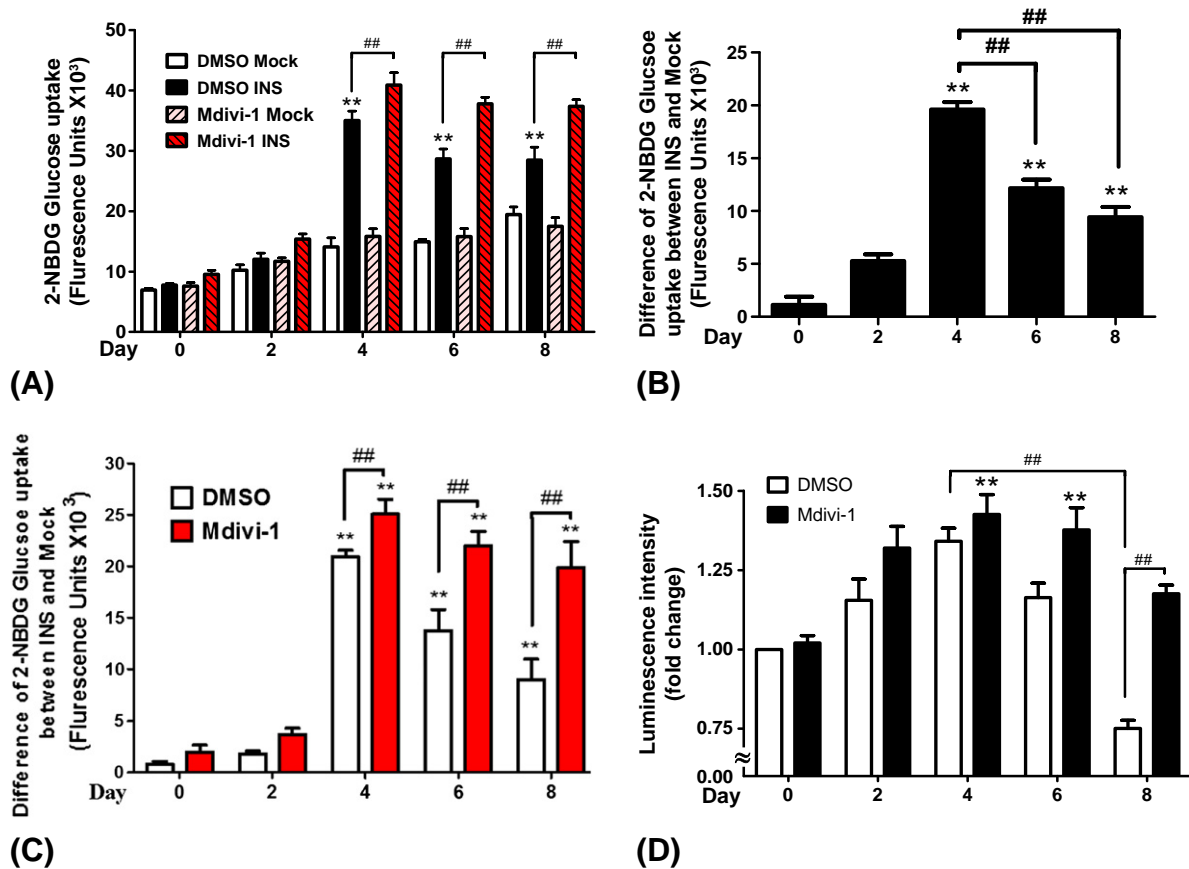 2-NBDG Glucose uptake
(Flurescence Units X10³)
50
40
30
20
10
0
DMSO Mock
DMSO INS
Mdivi-1 Mock
Mdivi-1 INS
##
##
##
**
**
**
Day
0
2
4
6
8
(A)
Difference of 2-NBDG Glucsoe
uptake between INS and Mock
(Flurescence Units X10³)
25
20
15
10
5
0
##
##
**
**
**
Day
0
2
4
6
8
(B)
Difference of 2-NBDG Glucsoe uptake
between INS and Mock
(Flurescence Units X10³)
30
25
20
15
10
5
0
DMSO
Mdivi-1
##
##
##
**
**
**
**
**
**
Day
0
2
4
6
8
(C)
Luminescence intensity
(fold change)
1.50
1.25
1.00
0.75
≈
0.00
DMSO
Mdivi-1
##
**
**
##
Day
0
2
4
6
8
(D)